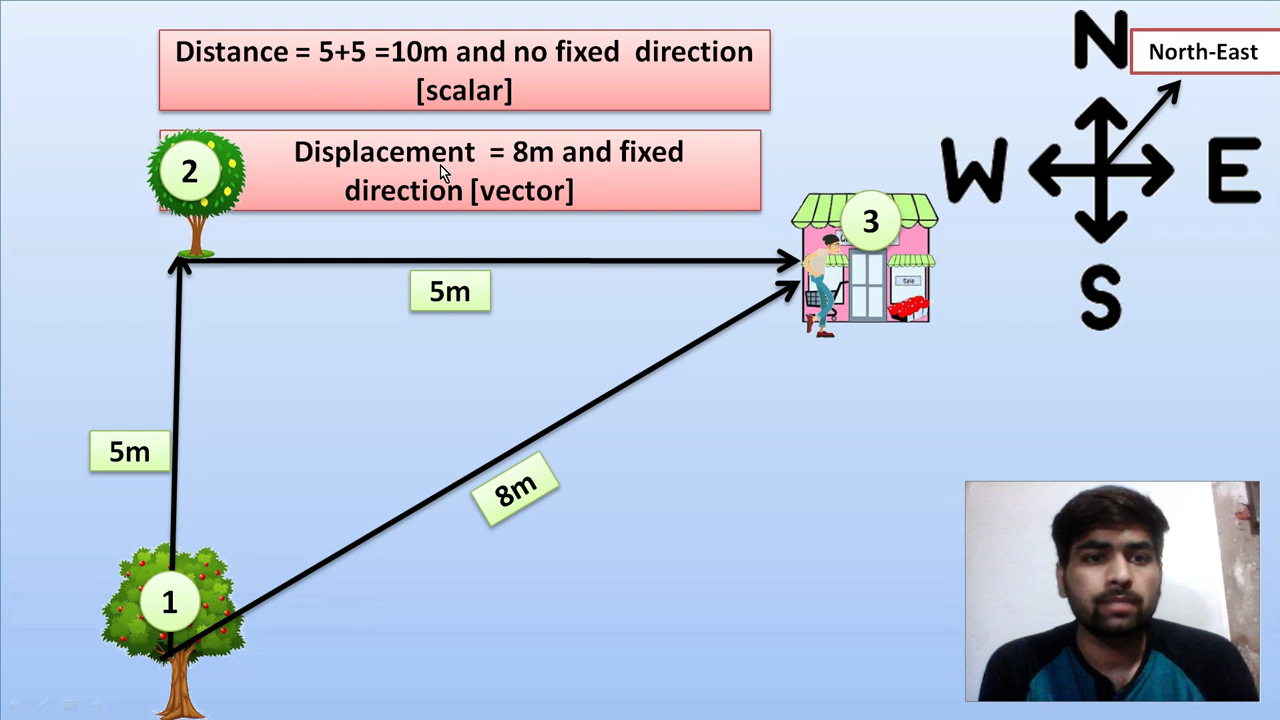 Distance = 5+5 =10m and no fixed direction
[scalar]
N
North-East
2
Displacement = 8m and fixed
direction [vector]
W
E
3
Sale
5m
S
5m
8m
1